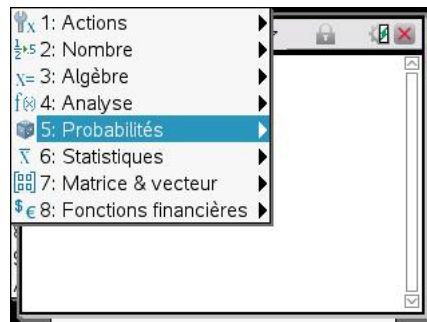 1: Actions
2: Nombre
3: Algèbre
4: Analyse
5: Probabilités
6: Statistiques
7: Matrice & vecteur
8: Fonctions financières